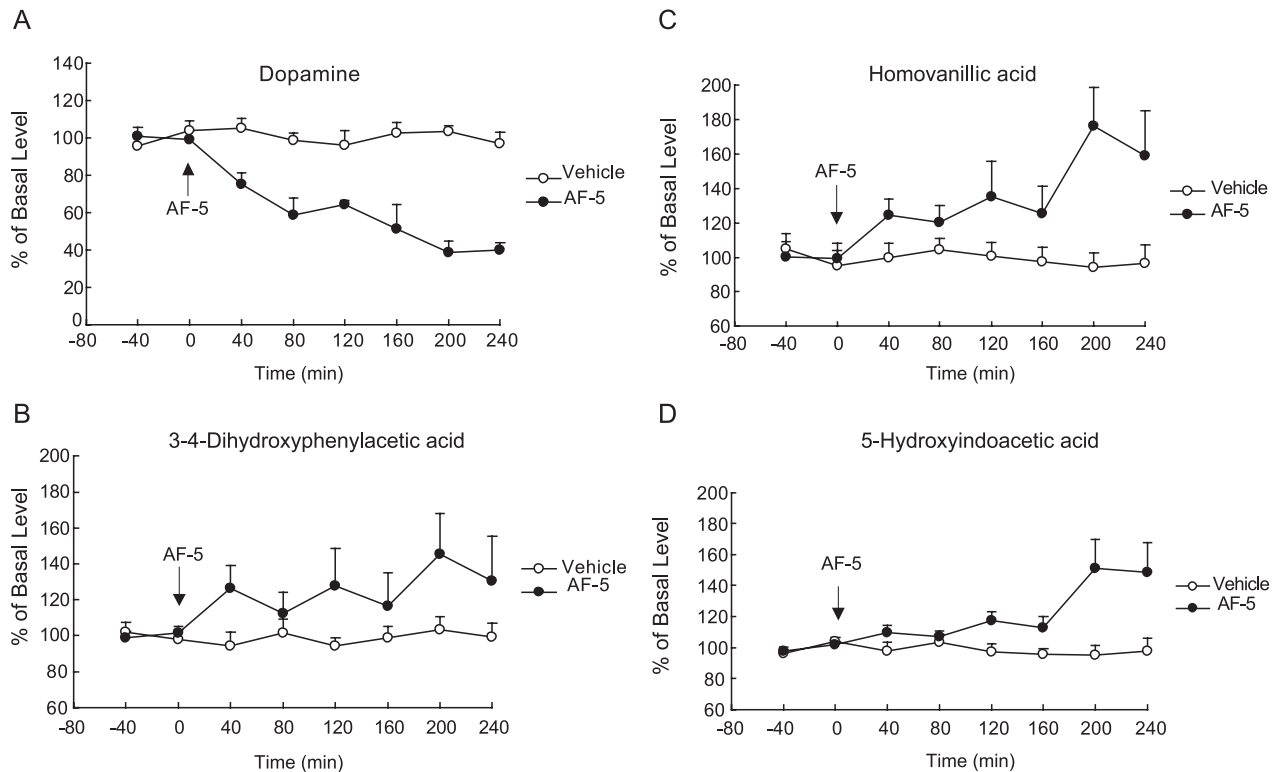 A
Dopamine
% of Basal Level
140
120
100
80
60
40
20
0
-80 -40 0 40 80 120 160 200 240
Time (min)
AF-5
Vehicle
AF-5
B
3-4-Dihydroxyphenylacetic acid
% of Basal Level
200
180
160
140
120
100
80
60
-80 -40 0 40 80 120 160 200 240
Time (min)
AF-5
Vehicle
AF-5
C
Homovanillic acid
% of Basal Level
200
180
160
140
120
100
80
60
-80 -40 0 40 80 120 160 200 240
Time (min)
AF-5
Vehicle
AF-5
D
5-Hydroxyindoacetic acid
% of Basal Level
200
180
160
140
120
100
80
60
-80 -40 0 40 80 120 160 200 240
Time (min)
AF-5
Vehicle
AF-5